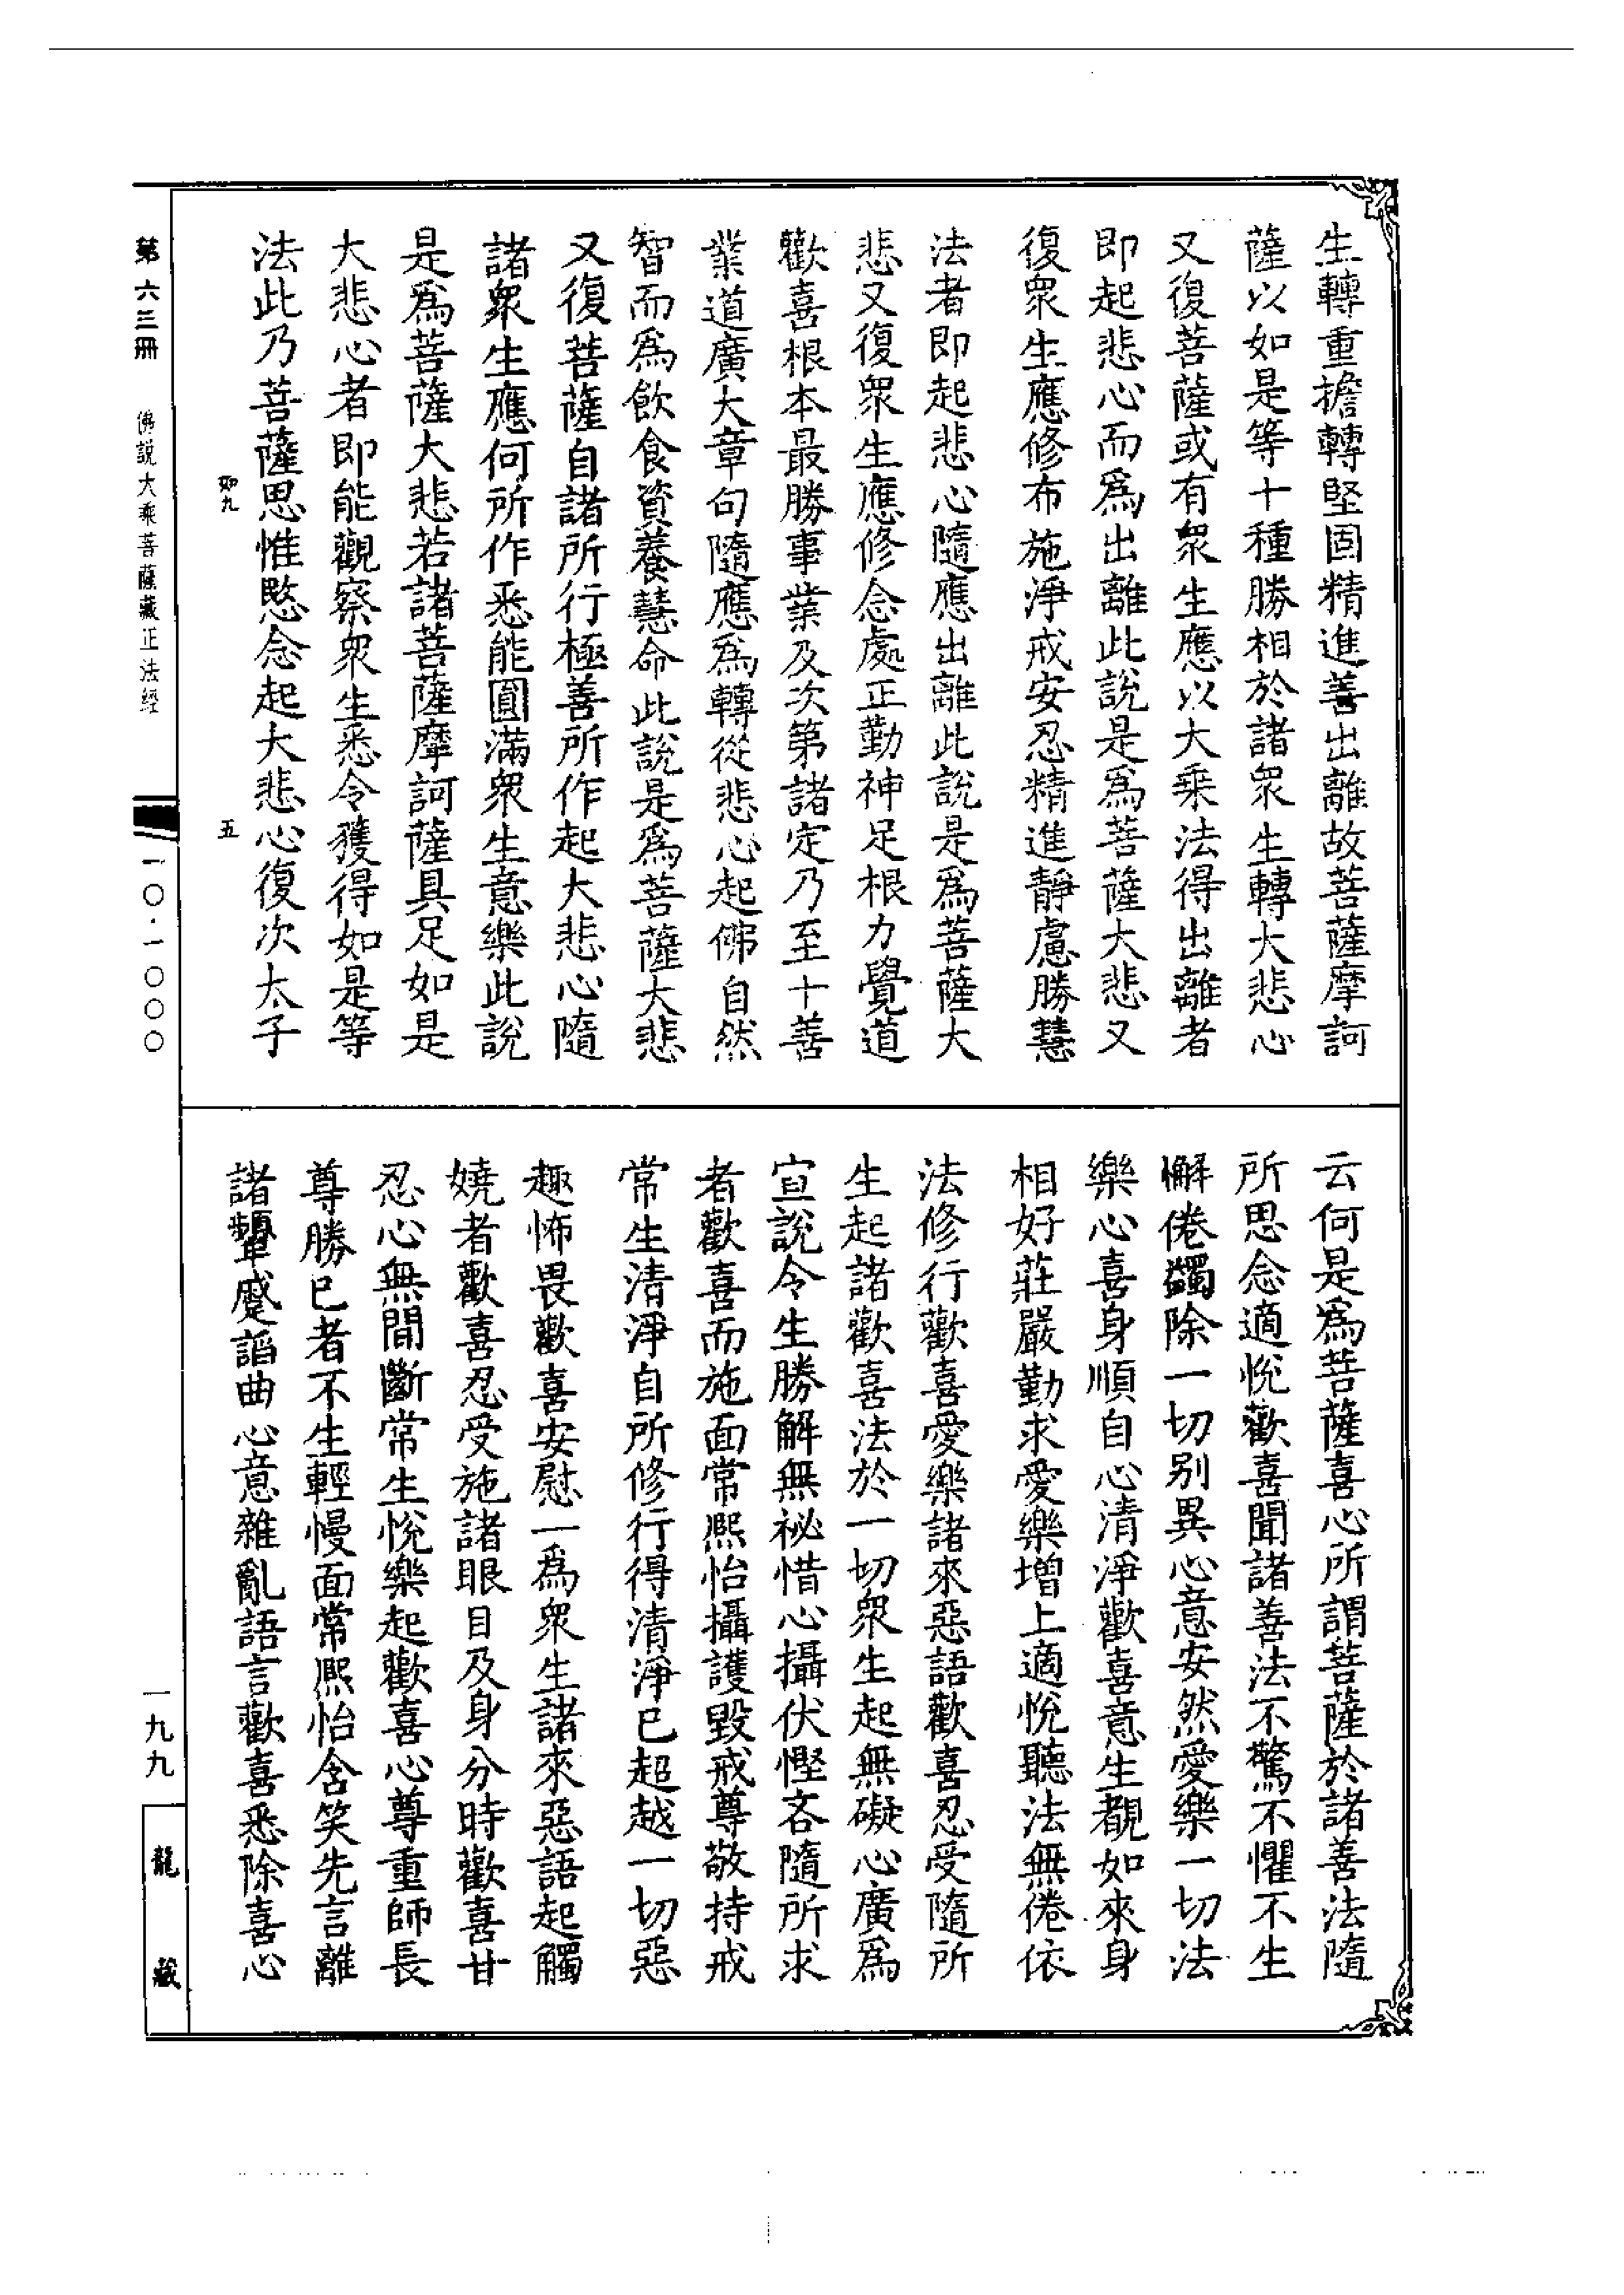 生轉重擔轉堅固精進善出離故菩薩摩訶
薩以如是等十種勝相於諸衆生轉大悲心
又復菩薩或有衆生應以大乘法得出離者
即起悲心而爲出離此說是爲菩薩大悲又
復衆生應修布施淨戒安忍精進靜慮勝慧
法者即起悲心隨應出離此說是爲菩薩大
悲又復衆生應修念處正勤神足根力覺道
歡喜根本最勝事業及次第諸定乃至十善
業道廣大章句隨應爲轉從悲心起佛自然
智而爲飲食資養慧命此說是爲菩薩大悲
又復菩薩自諸所行極善所作起大悲心隨
諸衆生應何所作悉能圓滿衆生意樂此說
是爲菩薩大悲若諸菩薩摩訶薩具足如是
大悲心者即能觀察衆生悉令獲得如是等
法此乃菩薩思惟愍念起大悲心復次太子
如九
五
云何是爲菩薩喜心所謂菩薩於諸善法隨
所思念適悅歡喜聞諸善法不驚不懼不生
懈倦蠲除一切別異心意安然愛樂一切法
樂心喜身順自心清淨歡喜意生覩如來身
相好莊嚴勤求愛樂增上適悅聽法無倦依
法修行歡喜愛樂諸來惡語歡喜忍受隨所
生起諸歡喜法於一切衆生起無礙心廣爲
宣說令生勝解無祕惜心攝伏慳吝隨所求
者歡喜而施面常熙怡攝護毀戒尊敬持戒
常生清淨自所修行得清淨已超越一切惡
趣怖畏歡喜安慰一爲衆生諸來惡語起觸
嬈者歡喜忍受施諸眼目及身分時歡喜甘
忍心無間斷常生悅樂起歡喜心尊重師長
尊勝已者不生輕慢面常熙怡含笑先言離
諸顰蹙諂曲心意雜亂語言歡喜悉除喜心
第六三冊
佛說大乘菩薩藏正法經
一〇·一〇〇〇
一九九
龍藏